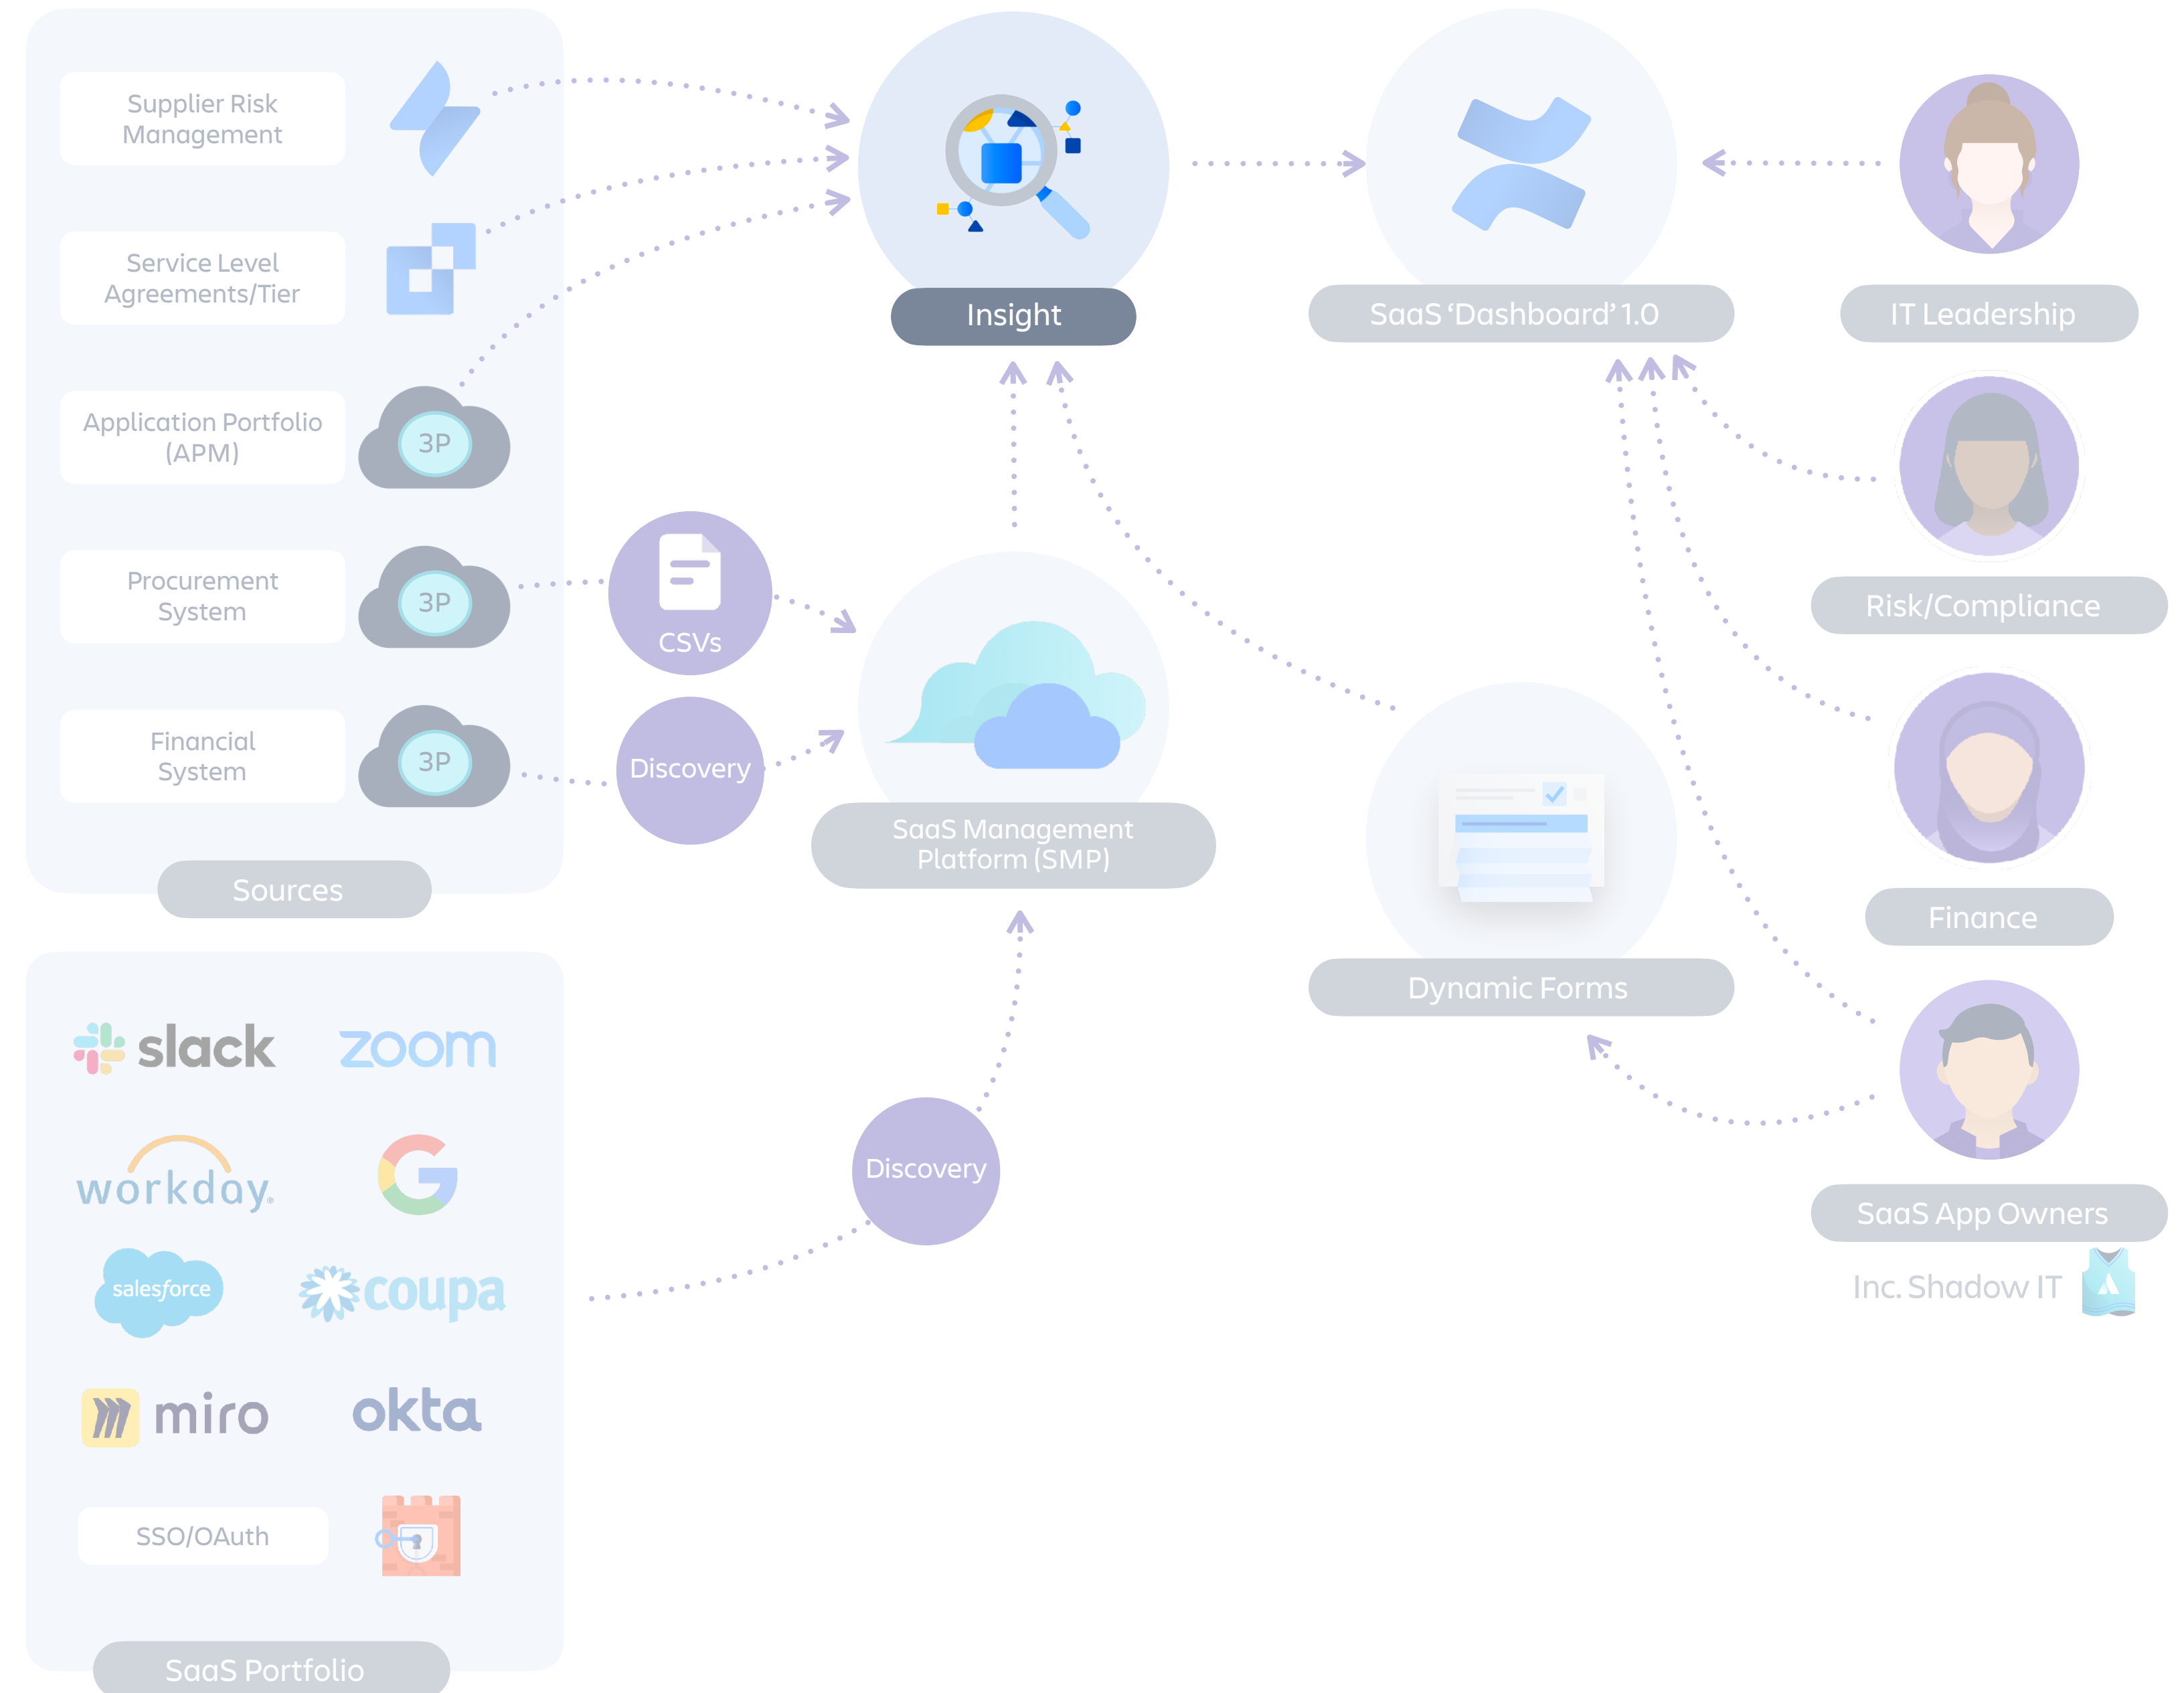 Supplier Risk
Management
Service Level
Agreements/Tier
Application Portfolio
(APM)
3P
Procurement
System
3P
Financial
System
3P
Sources
CSVs
Discovery
Insight
SaaS Management
Platform (SMP)
Discovery
SaaS ‘Dashboard’ 1.0
Dynamic Forms
IT Leadership
Risk/Compliance
Finance
SaaS App Owners
Inc. Shadow IT
slack
zoom
workday®
G
salesforce
coupa
miro
okta
SSO/OAuth
SaaS Portfolio